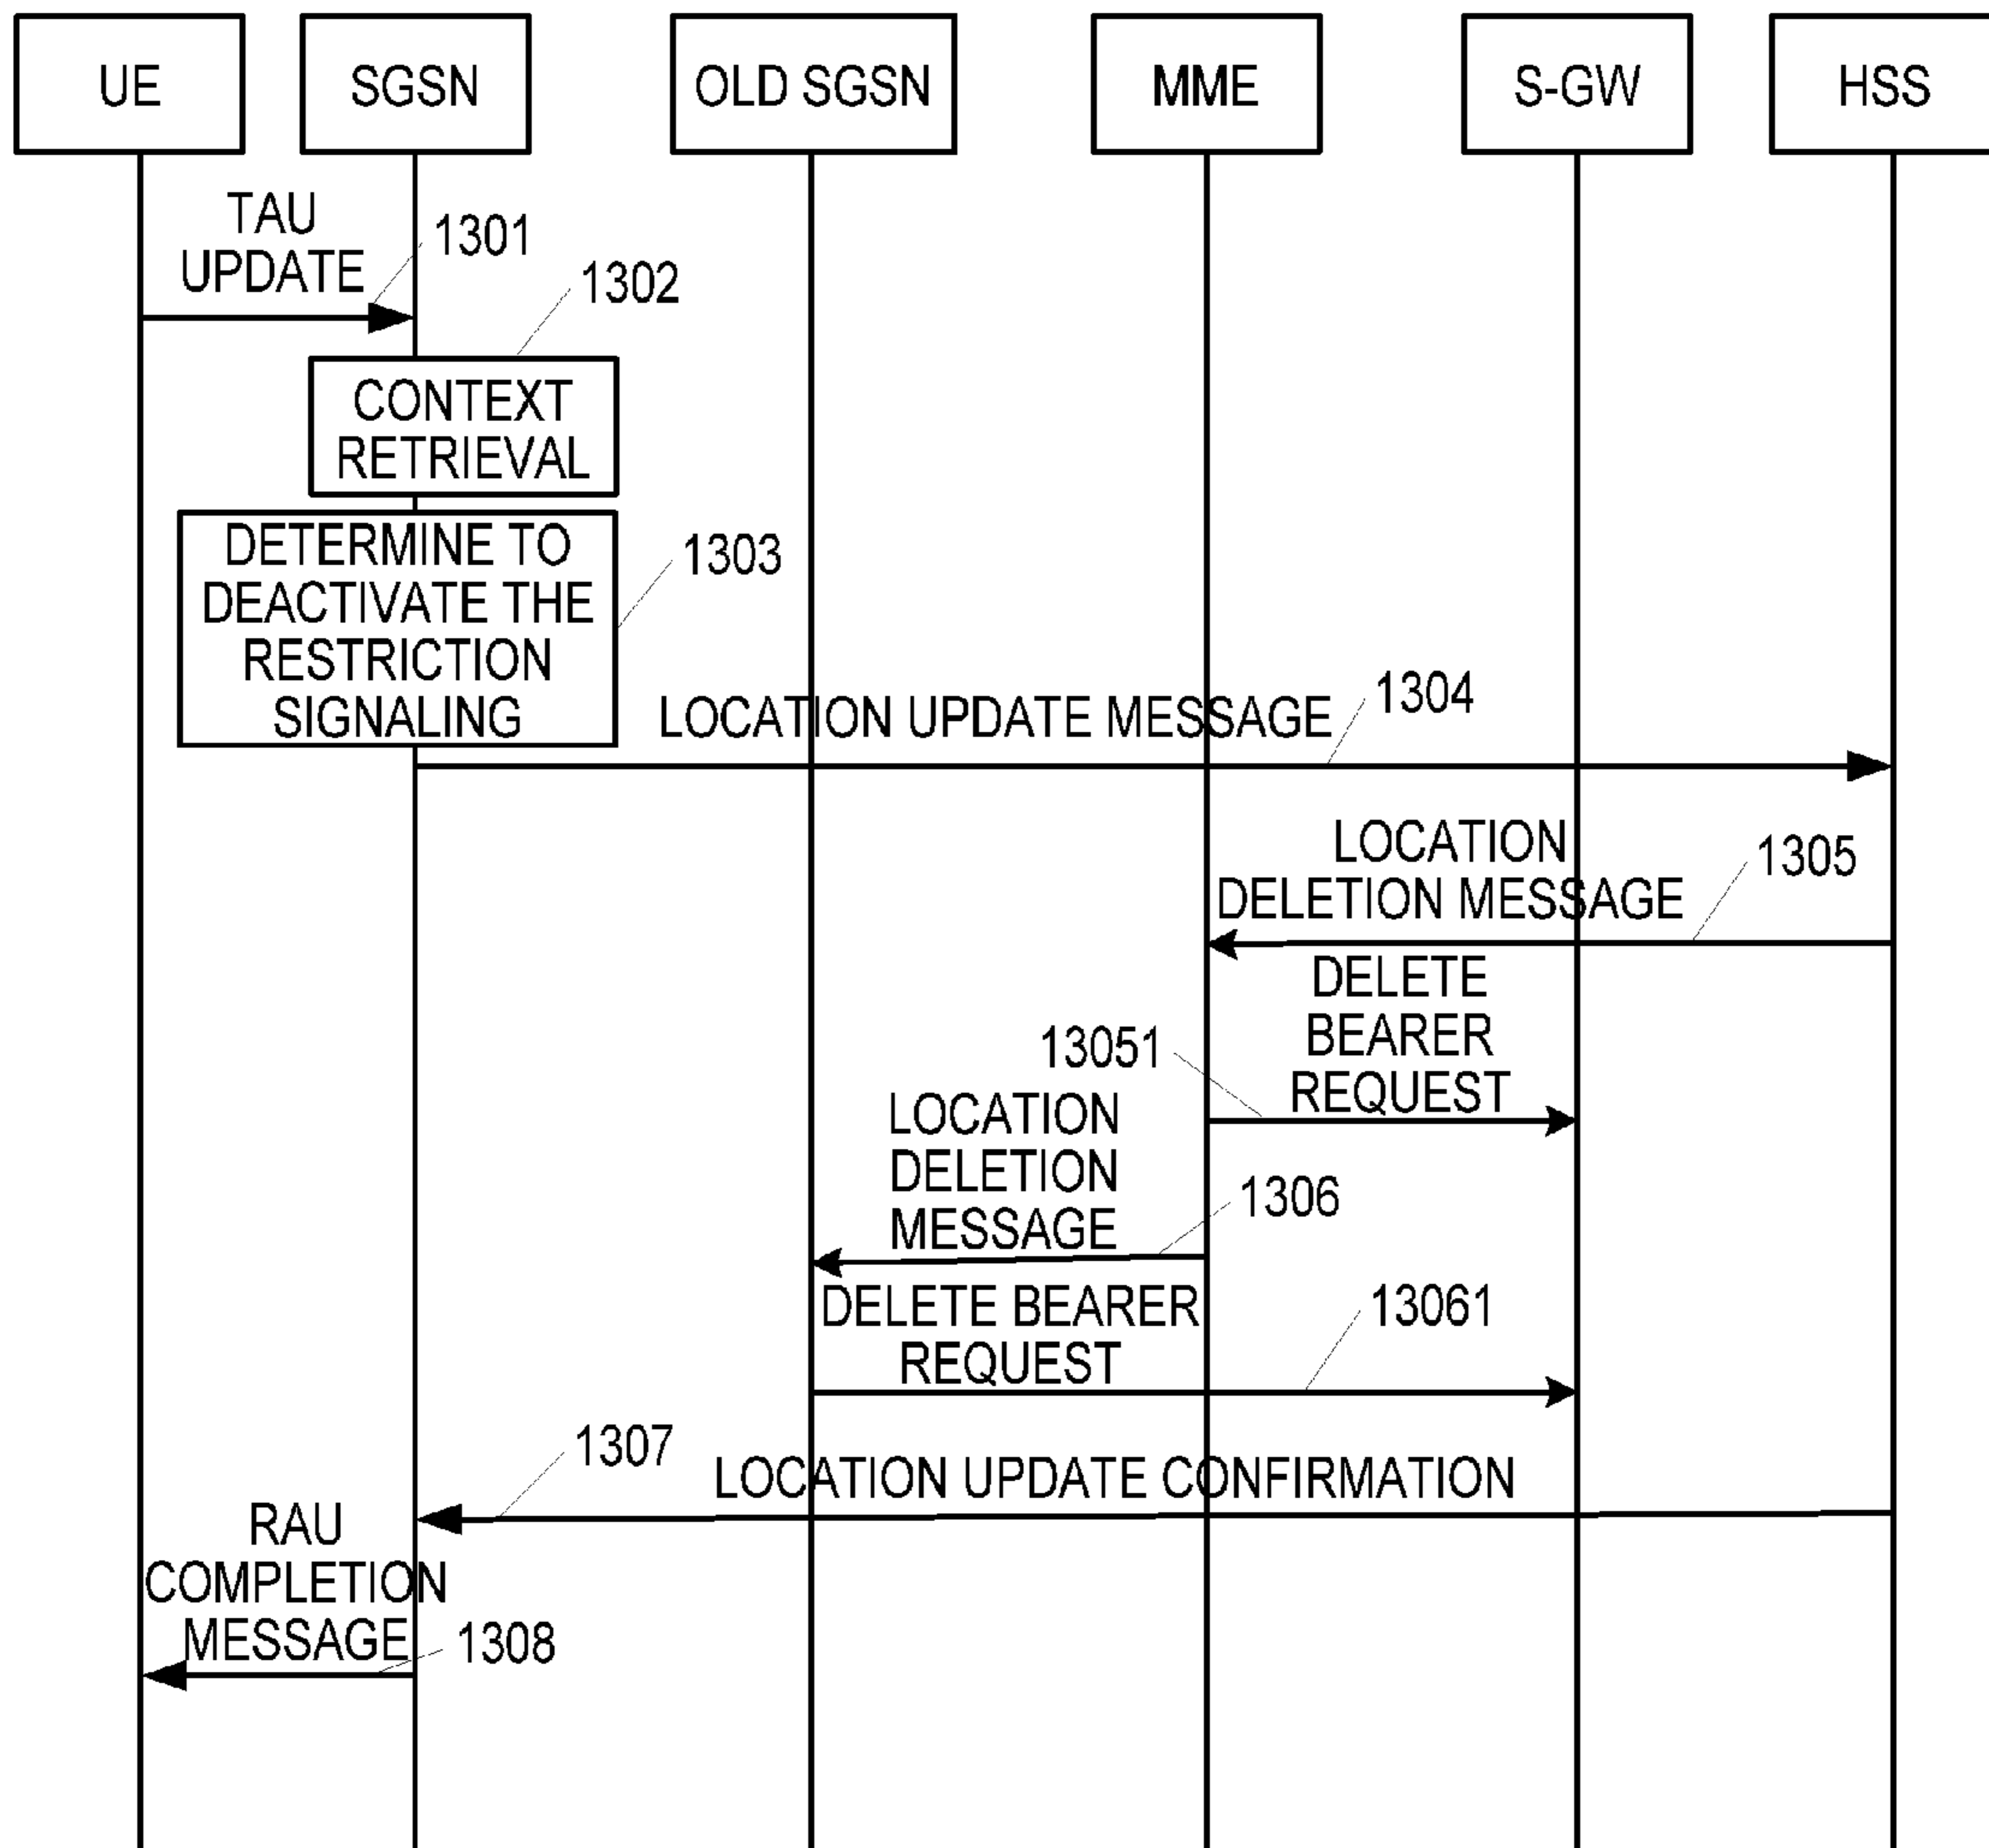 UE
SGSN
OLD SGSN
MME
S-GW
HSS
TAU
UPDATE
1301
1302
CONTEXT
RETRIEVAL
DETERMINE TO
DEACTIVATE THE
RESTRICTION
SIGNALING
1303
LOCATION UPDATE MESSAGE
1304
LOCATION
DELETION MESSAGE
1305
DELETE
BEARER
REQUEST
13051
LOCATION
DELETION
MESSAGE
1306
DELETE BEARER
REQUEST
13061
1307
LOCATION UPDATE CONFIRMATION
RAU
COMPLETION
MESSAGE
1308